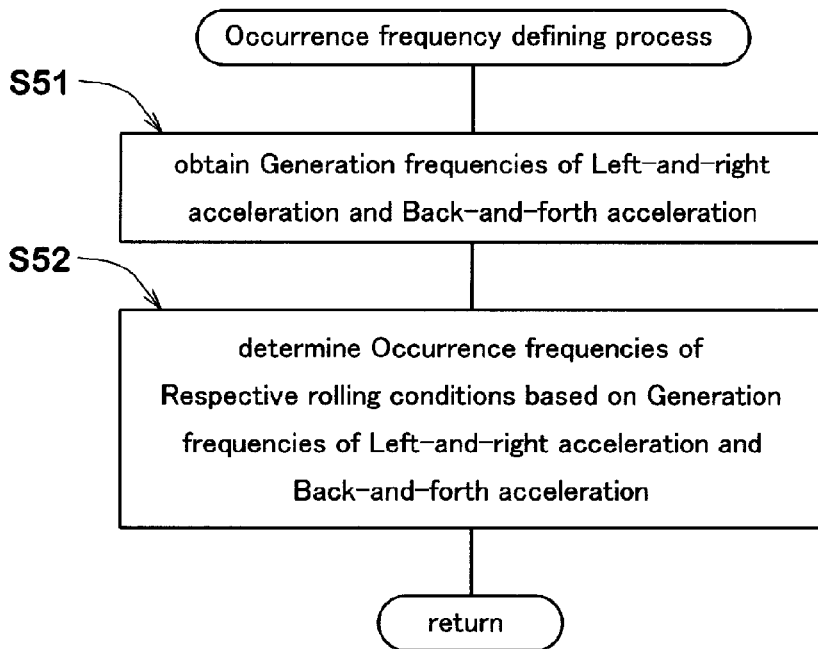 Occurrence frequency defining process
S51
obtain Generation frequencies of Left-and-right
acceleration and Back-and-forth acceleration
S52
determine Occurrence frequencies of
Respective rolling conditions based on Generation
frequencies of Left-and-right acceleration and
Back-and-forth acceleration
return